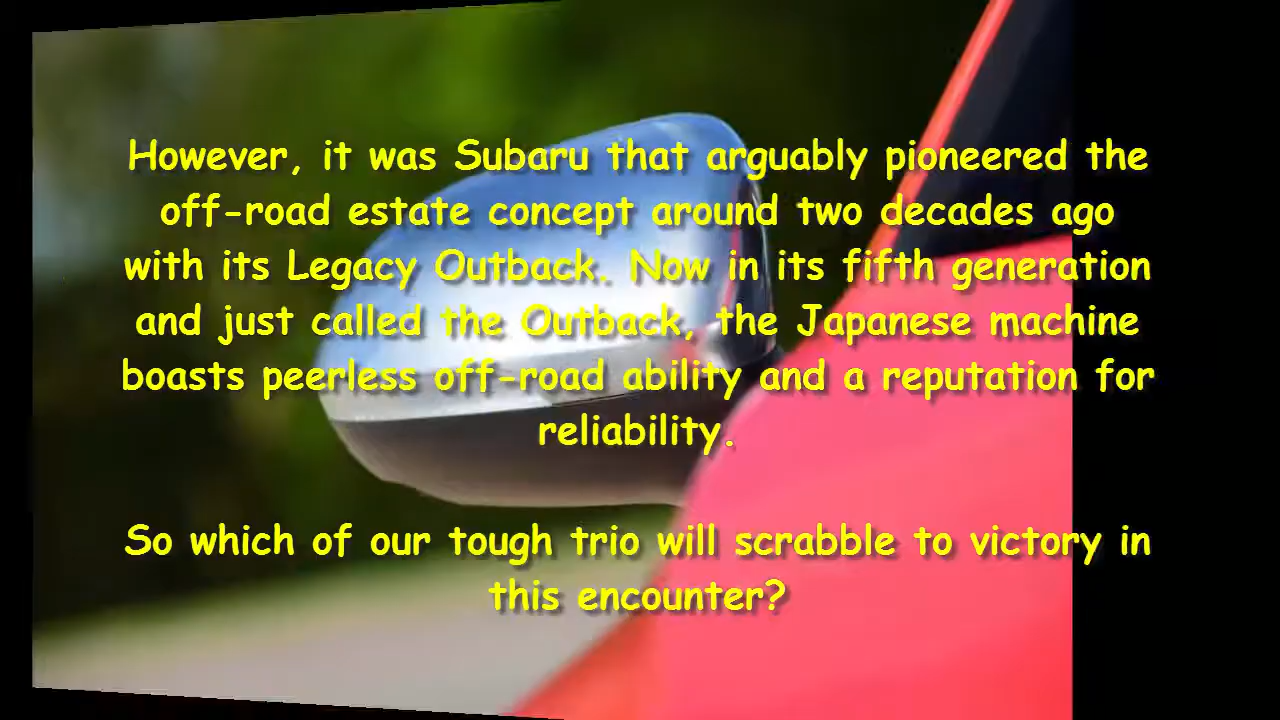 However, it was Subaru that arguably pioneered the
off-road estate concept around two decades ago
with its Legacy Outback. Now in its fifth generation
and just called the Outback, the Japanese machine
boasts peerless off-road ability and a reputation for
reliability.
So which of our tough trio will scrabble to victory in
this encounter?